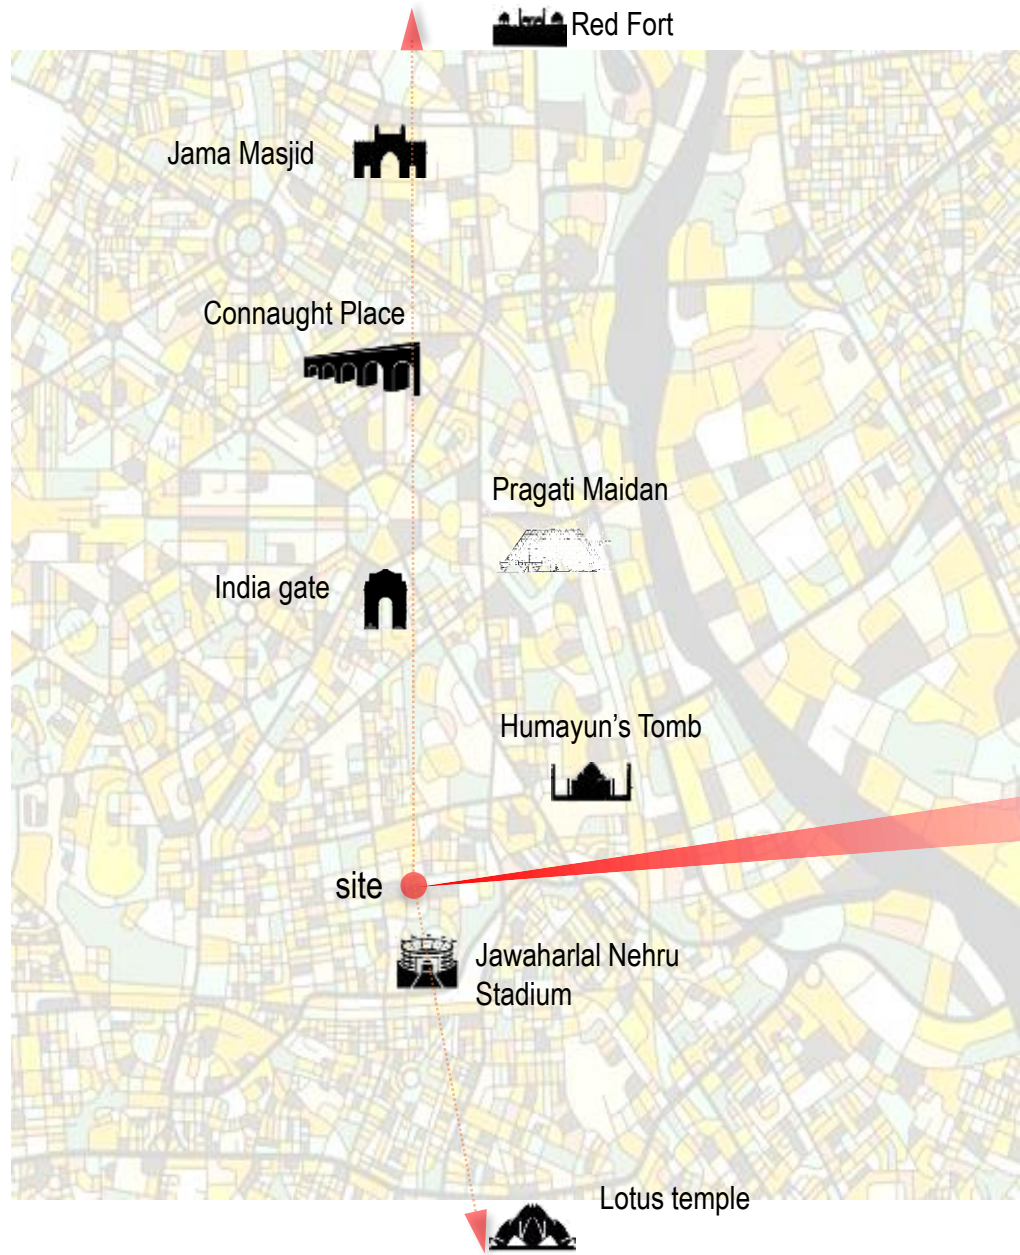 Red Fort
Jama Masjid
Connaught Place
Pragati Maidan
India gate
Humayun’s Tomb
site
Jawaharlal Nehru
Stadium
Lotus temple